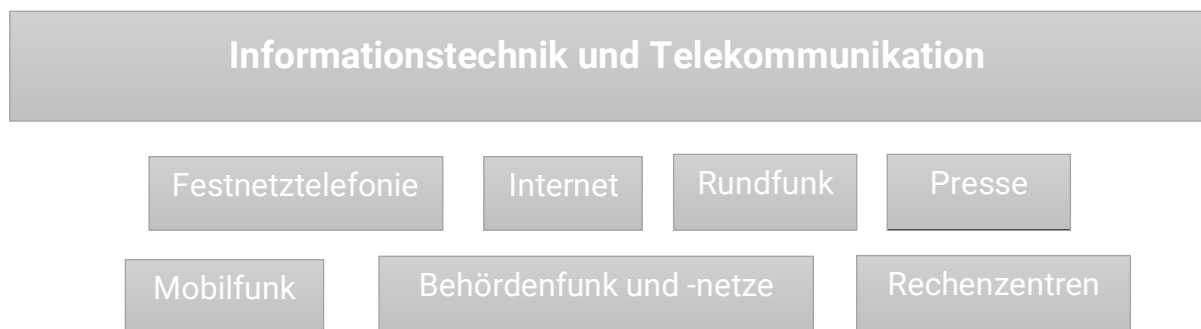 Informationstechnik und Telekommunikation
Festnetztelefonie Internet Rundfunk Presse
Mobilfunk Behördenfunk und -netze Rechenzentren